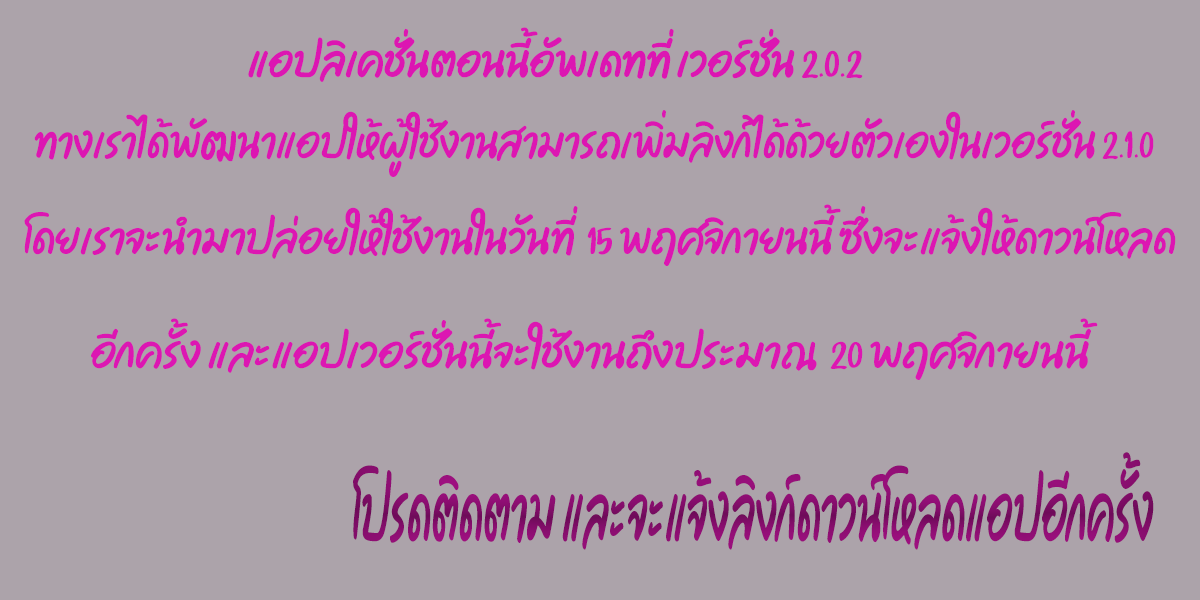 แอปลิเคชั่นตอนนี้อัพเดทที่ เวอร์ชั่น 2.0.2
ทางเราได้พัฒนาแอปให้ผู้ใช้งานสามารถเพิ่มลิงก์ได้ด้วยตัวเองในเวอร์ชั่น 2.1.0
โดยเราจะนำมาปล่อยให้ใช้งานในวันที่ 15 พฤศจิกายนนี้ ซึ่งจะแจ้งให้ดาวน์โหลด
อีกครั้ง และแอปเวอร์ชั่นนี้จะใช้งานถึงประมาณ 20 พฤศจิกายนนี้
โปรดติดตาม และจะแจ้งลิงก์ดาวน์โหลดแอปอีกครั้ง